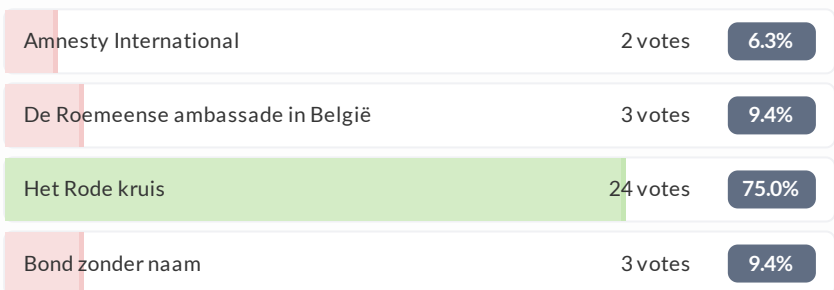 Amnesty International 2 votes 6.3%
De Roemeense ambassade in België 3 votes 9.4%
Het Rode kruis 24 votes 75.0%
Bond zonder naam 3 votes 9.4%